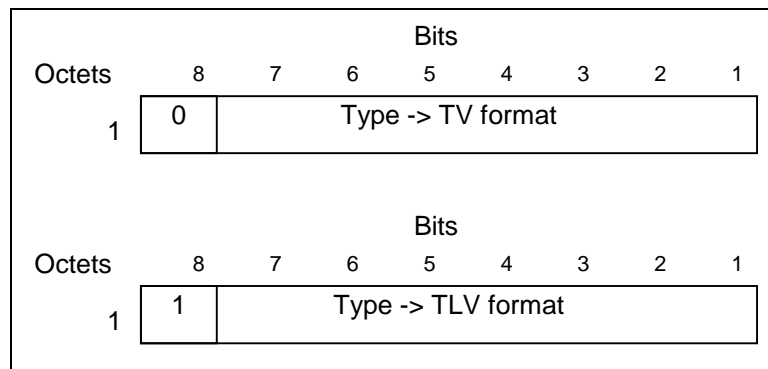 Bits
Octets 8 7 6 5 4 3 2 1
1 0 Type -> TV format
Bits
Octets 8 7 6 5 4 3 2 1
1 1 Type -> TLV format